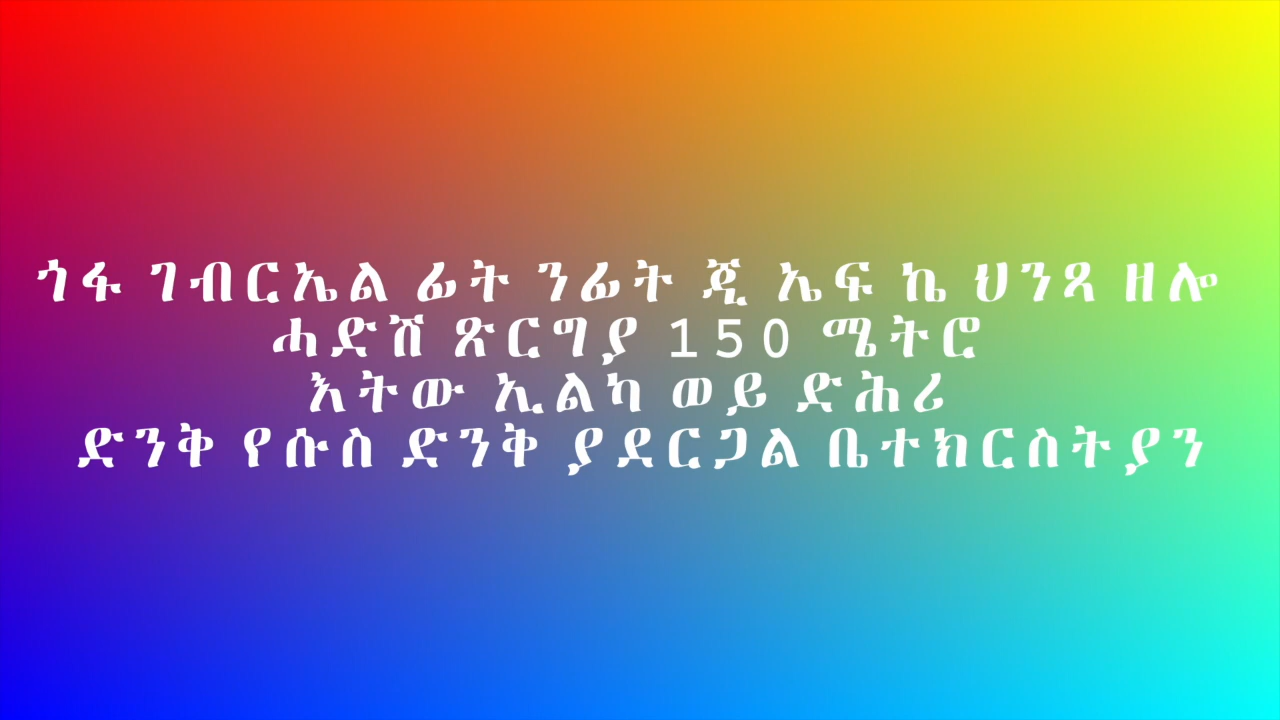 ጎፋ ገብርኤል ፊት ንፊት ጂ ኤፍ ኬ ህንጻ ዘሎ
ሓድሽ ጽርግያ 150 ሜትሮ
እትው ኢልካ ወይ ድሕሪ
ድንቅ የሱስ ድንቅ ያደርጋል ቤተክርስትያን